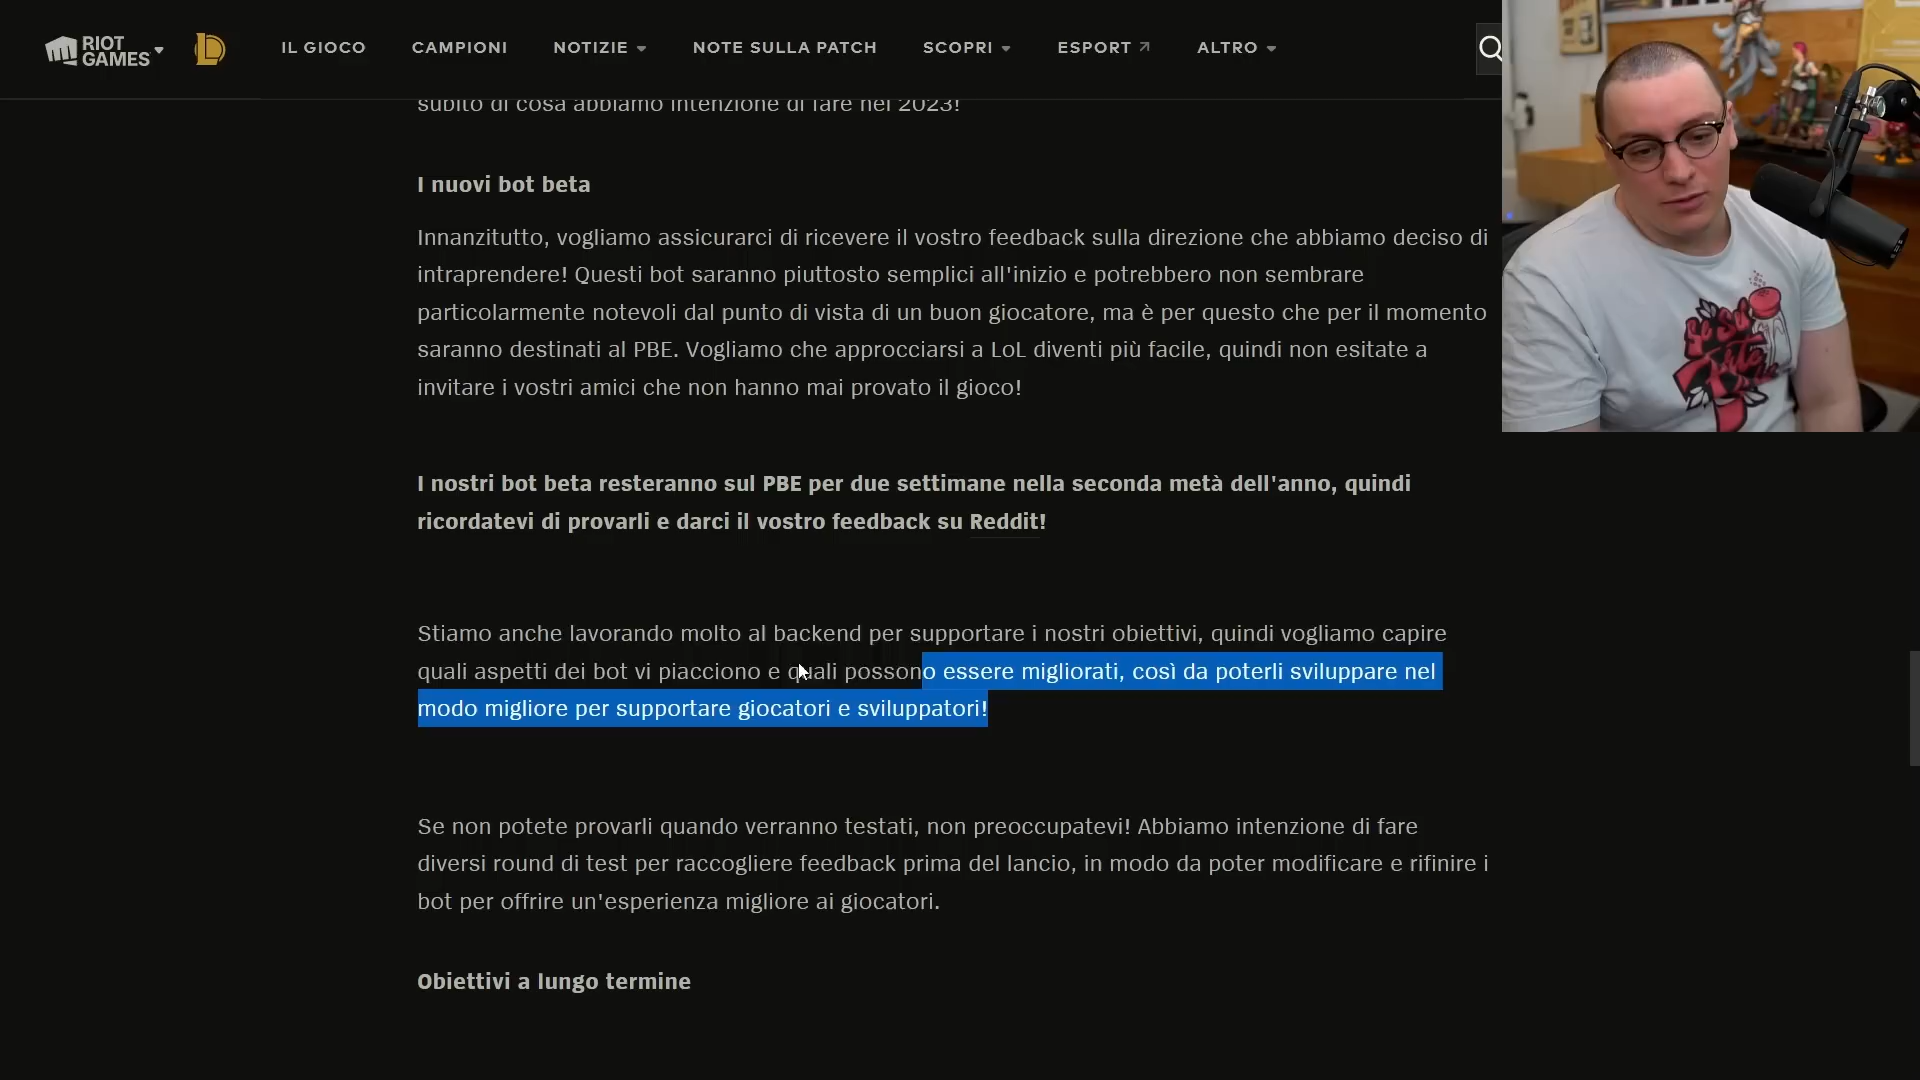 RIOT GAMES
IL GIOCO CAMPIONI NOTIZIE NOTE SULLA PATCH SCOPRI ESPORT ALTRO
subito di cosa abbiamo intenzione di fare nel 2023!
I nuovi bot beta
Innanzitutto, vogliamo assicurarci di ricevere il vostro feedback sulla direzione che abbiamo deciso di
intraprendere! Questi bot saranno piuttosto semplici all'inizio e potrebbero non sembrare
particolarmente notevoli dal punto di vista di un buon giocatore, ma è per questo che per il momento
saranno destinati al PBE. Vogliamo che approcciarsi a LoL diventi più facile, quindi non esitate a
invitare i vostri amici che non hanno mai provato il gioco!
I nostri bot beta resteranno sul PBE per due settimane nella seconda metà dell'anno, quindi
ricordatevi di provarli e darci il vostro feedback su Reddit!
Stiamo anche lavorando molto al backend per supportare i nostri obiettivi, quindi vogliamo capire
quali aspetti dei bot vi piacciono e quali possono essere migliorati, così da poterli sviluppare nel
modo migliore per supportare giocatori e sviluppatori!
Se non potete provarli quando verranno testati, non preoccupatevi! Abbiamo intenzione di fare
diversi round di test per raccogliere feedback prima del lancio, in modo da poter modificare e rifinire i
bot per offrire un'esperienza migliore ai giocatori.
Obiettivi a lungo termine